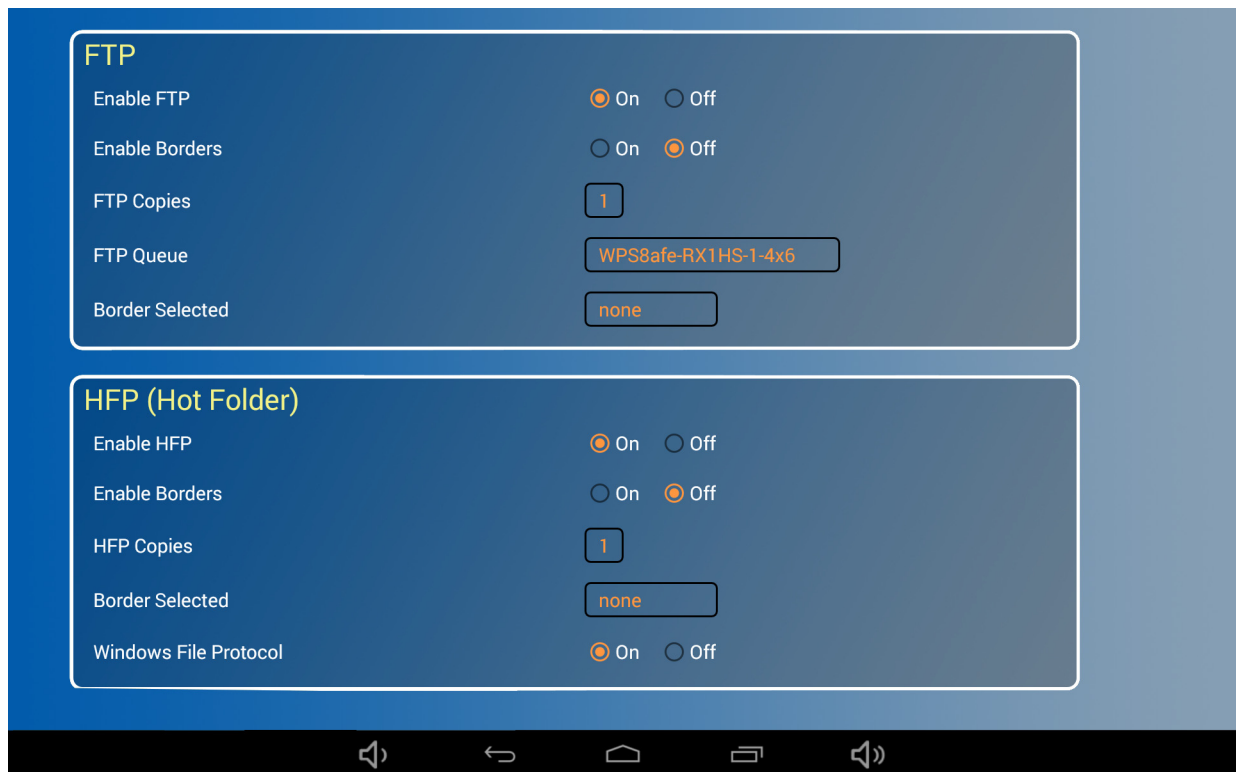 FTP
Enable FTP On Off
Enable Borders On Off
FTP Copies 1
FTP Queue WPS8afe-RX1HS-1-4x6
Border Selected none
HFP (Hot Folder)
Enable HFP On Off
Enable Borders On Off
HFP Copies 1
Border Selected none
Windows File Protocol On Off